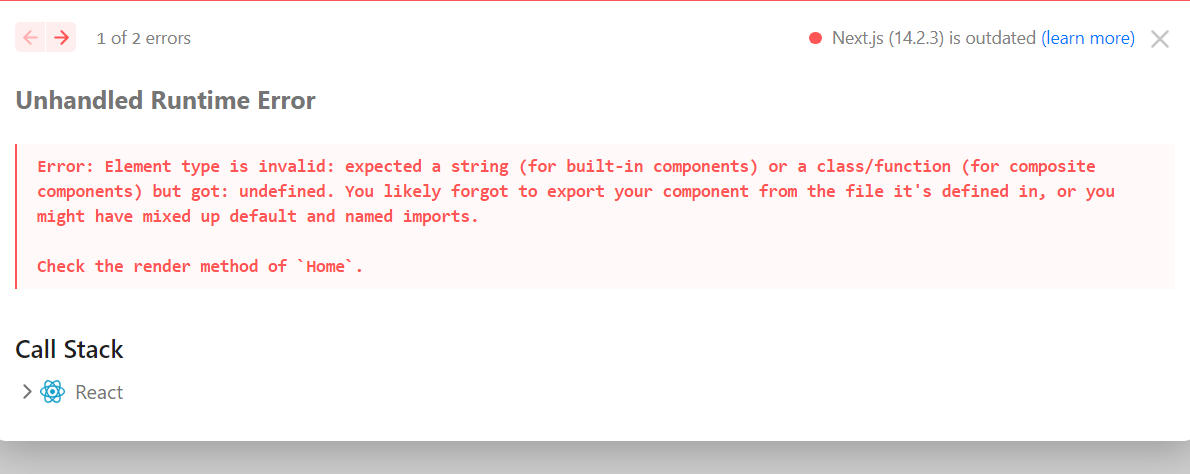 1 of 2 errors
Next.js (14.2.3) is outdated (learn more)
Unhandled Runtime Error
Error: Element type is invalid: expected a string (for built-in components) or a class/function (for composite
components) but got: undefined. You likely forgot to export your component from the file it's defined in, or you
might have mixed up default and named imports.
Check the render method of `Home`.
Call Stack
React